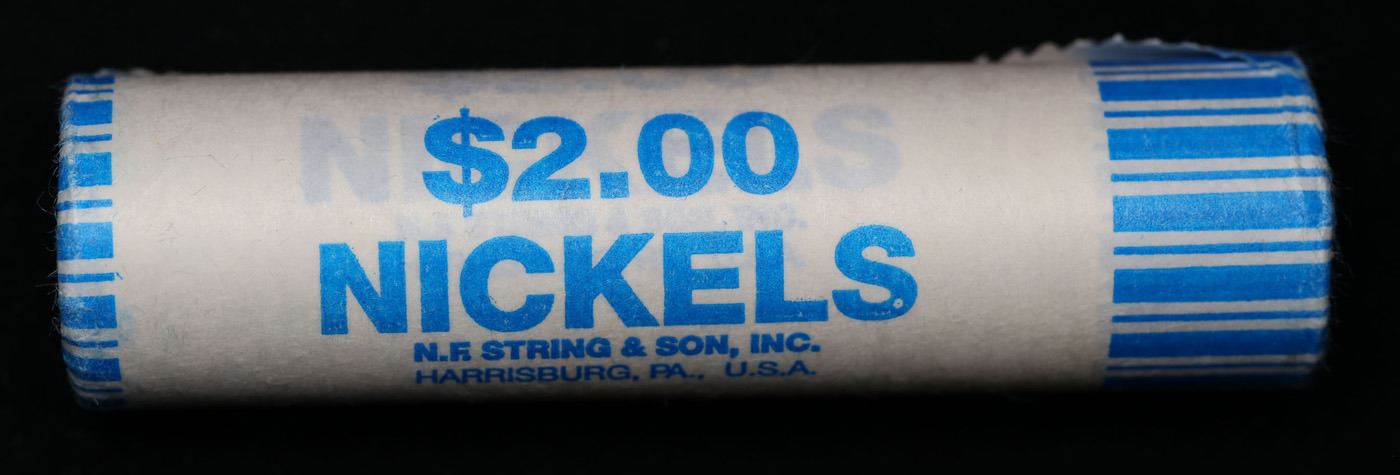 $2.00
NICKELS
N.F. STRING & SON, INC.
HARRISBURG, PA., U.S.A.